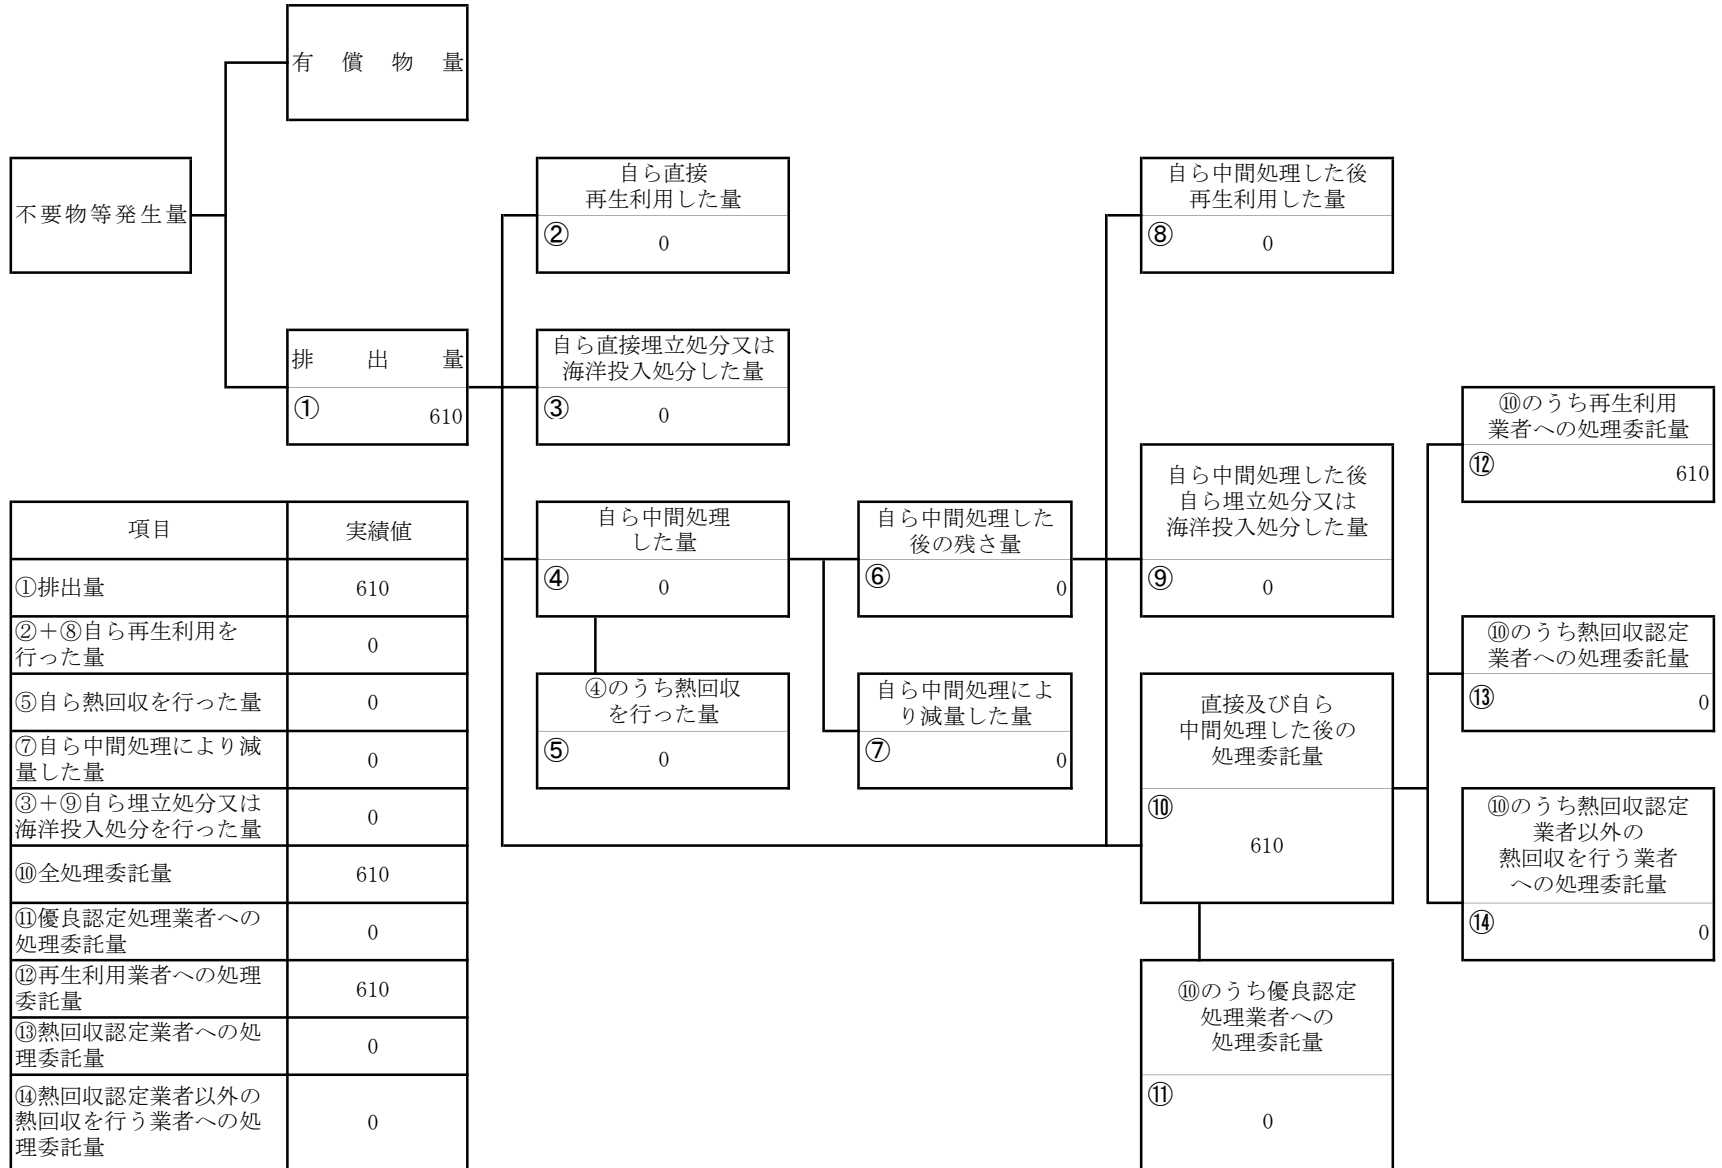 有償物量
不要物等発生量
排出量
①
610
自ら直接
再生利用した量
②
0
自ら直接埋立処分又は
海洋投入処分した量
③
0
自ら中間処理
した量
④
0
④のうち熱回収
を行った量
⑤
0
自ら中間処理した
後の残さ量
⑥
0
自ら中間処理によ
り減量した量
⑦
0
自ら中間処理した後
再生利用した量
⑧
0
自ら中間処理した後
自ら埋立処分又は
海洋投入処分した量
⑨
0
直接及び自ら
中間処理した後の
処理委託量
⑩
610
⑩のうち優良認定
処理業者への
処理委託量
⑪
0
⑩のうち再生利用
業者への処理委託量
⑫
610
⑩のうち熱回収認定
業者への処理委託量
⑬
0
⑩のうち熱回収認定
業者以外の
熱回収を行う業者
への処理委託量
⑭
0
項目 実績値
①排出量 610
②+⑧自ら再生利用を
行った量 0
⑤自ら熱回収を行った量 0
⑦自ら中間処理により減
量した量 0
③+⑨自ら埋立処分又は
海洋投入処分を行った量 0
⑩全処理委託量 610
⑪優良認定処理業者への
処理委託量 0
⑫再生利用業者への処理
委託量 610
⑬熱回収認定業者への処
理委託量 0
⑭熱回収認定業者以外の
熱回収を行う業者への処
理委託量 0